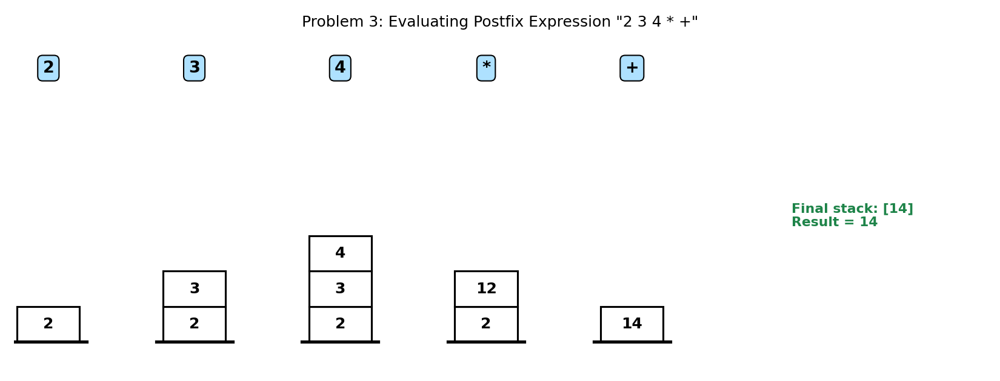 Problem 3: Evaluating Postfix Expression "2 3 4 * +"
2 3 4 * +
Final stack: [14]
Result = 14
4
3 3 12
2 2 2 2 14